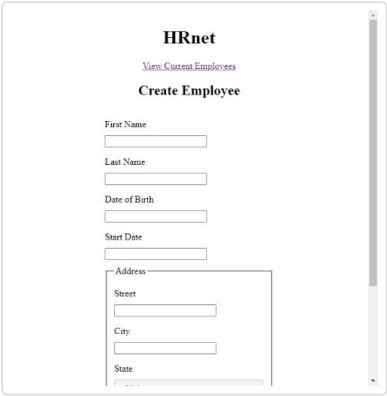 HRnet
View Current Employees
Create Employee
First Name
Last Name
Date of Birth
Start Date
Address
Street
City
State